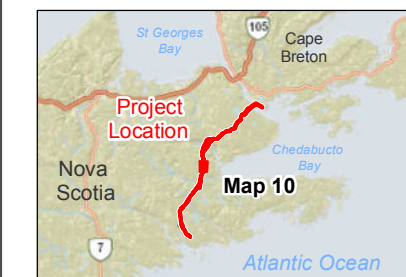 105
St Georges
Bay
Cape
Breton
Project
Location
Chedabucto
Bay
Nova
Scotia
Map 10
7
Atlantic Ocean